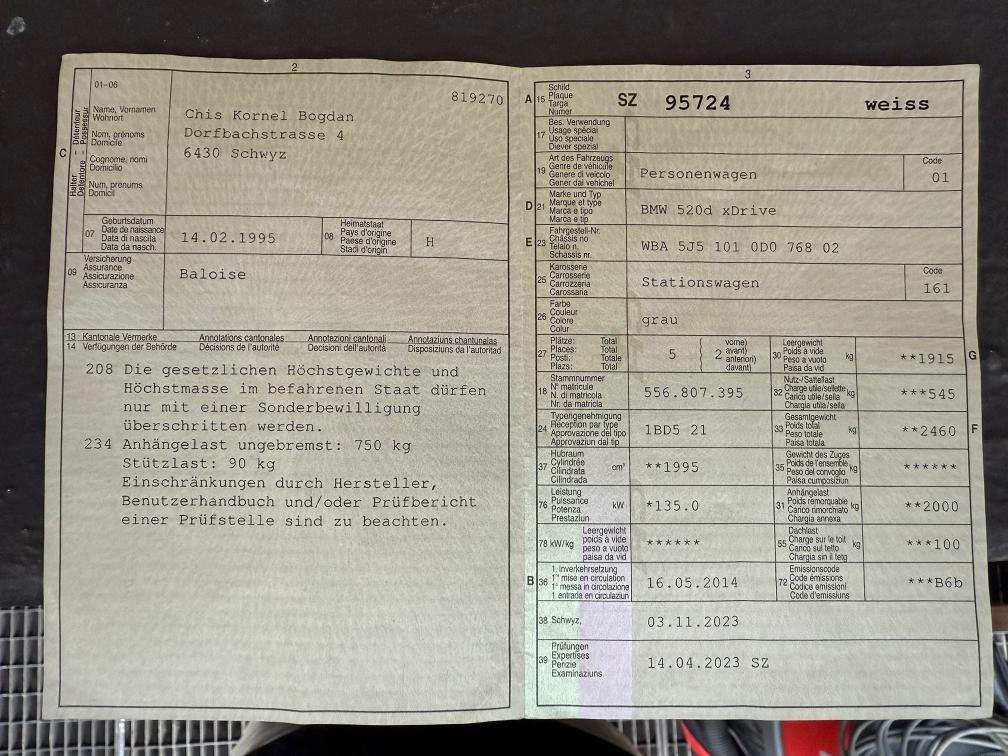 2
01-06
819270
Name, Vornamen
Wohnort
Nom, prénoms
Domicile
Cognome, nomi
Domicilio
Num, prenums
Domicil
C
Halter Détenteur
Detentore Possessur
Chis Kornel Bogdan
Dorfbachstrasse 4
6430 Schwyz
07
Geburtsdatum
Date de naissance
Data di nascita
Data da nasch.
14.02.1995
08
Heimatstaat
Pays d'origine
Paese d'origine
Stadi d'origin
H
09
Versicherung
Assurance
Assicurazione
Assicuranza
Baloise
13 Kantonale Vermerke Annotations cantonales Annotazioni cantonali Annotaziuns chantunalas
14 Verfügungen der Behörde Décisions de l'autorité Decisioni dell'autorità Disposiziuns da l'autoritad
208 Die gesetzlichen Höchstgewichte und
Höchstmasse im befahrenen Staat dürfen
nur mit einer Sonderbewilligung
überschritten werden.
234 Anhängelast ungebremst: 750 kg
Stützlast: 90 kg
Einschränkungen durch Hersteller,
Benutzerhandbuch und/oder Prüfbericht
einer Prüfstelle sind zu beachten.
3
A 15
Schild
Plaque
Targa
Numer
SZ 95724 weiss
17
Bes. Verwendung
Usage spécial
Uso speciale
Diever spezial
19
Art des Fahrzeugs
Genre de véhicule
Genere di veicolo
Gener dal vehichel
Personenwagen
Code
01
D 21
Marke und Typ
Marque et type
Marca e tipo
Marca e tip
BMW 520d xDrive
E 23
Fahrgestell-Nr.
Châssis no
Telaio n.
Schassis nr.
WBA 5J5 101 0D0 768 02
25
Karosserie
Carrosserie
Carrozzeria
Carossaria
Stationswagen
Code
161
26
Farbe
Couleur
Colore
Colur
grau
27
Plätze: Total
Places: Total
Posti: Totale
Plazs: Total
5
2
vorne)
avant)
anteriori)
davant)
30
Leergewicht
Poids à vide
Peso a vuoto
Paisa da vid
kg
**1915
G
18
Stammnummer
N° matricule
N. di matricola
Nr. da matricla
556.807.395
32
Nutz-/Sattellast
Charge utile/sellette
Carico utile/sella
Chargia utila/sella
kg
***545
24
Typengenehmigung
Réception par type
Approvazione del tipo
Approvaziun dal tip
1BD5 21
33
Gesamtgewicht
Poids total
Peso totale
Paisa totala
kg
**2460
F
37
Hubraum
Cylindrée
Cilindrata
Cilindrada
cm³
**1995
35
Gewicht des Zuges
Poids de l'ensemble
Peso del convoglio
Paisa cumposiziun
kg
******
76
Leistung
Puissance
Potenza
Prestaziun
kW
*135.0
31
Anhängelast
Poids remorquable
Carico rimorchiato
Chargia annexa
kg
**2000
78 kW/kg
Leergewicht
poids à vide
peso a vuoto
paisa da vid
******
55
Dachlast
Charge sur le toit
Carico sul tetto
Chargia sin il tetg
kg
***100
B 36
1. Inverkehrsetzung
1re mise en circulation
1a messa in circolazione
1. entrada en circulaziun
16.05.2014
72
Emissionscode
Code émissions
Codice emissioni
Code d'emissiuns
***B6b
38 Schwyz,
03.11.2023
39
Prüfungen
Expertises
Perizie
Examinaziuns
14.04.2023 SZ